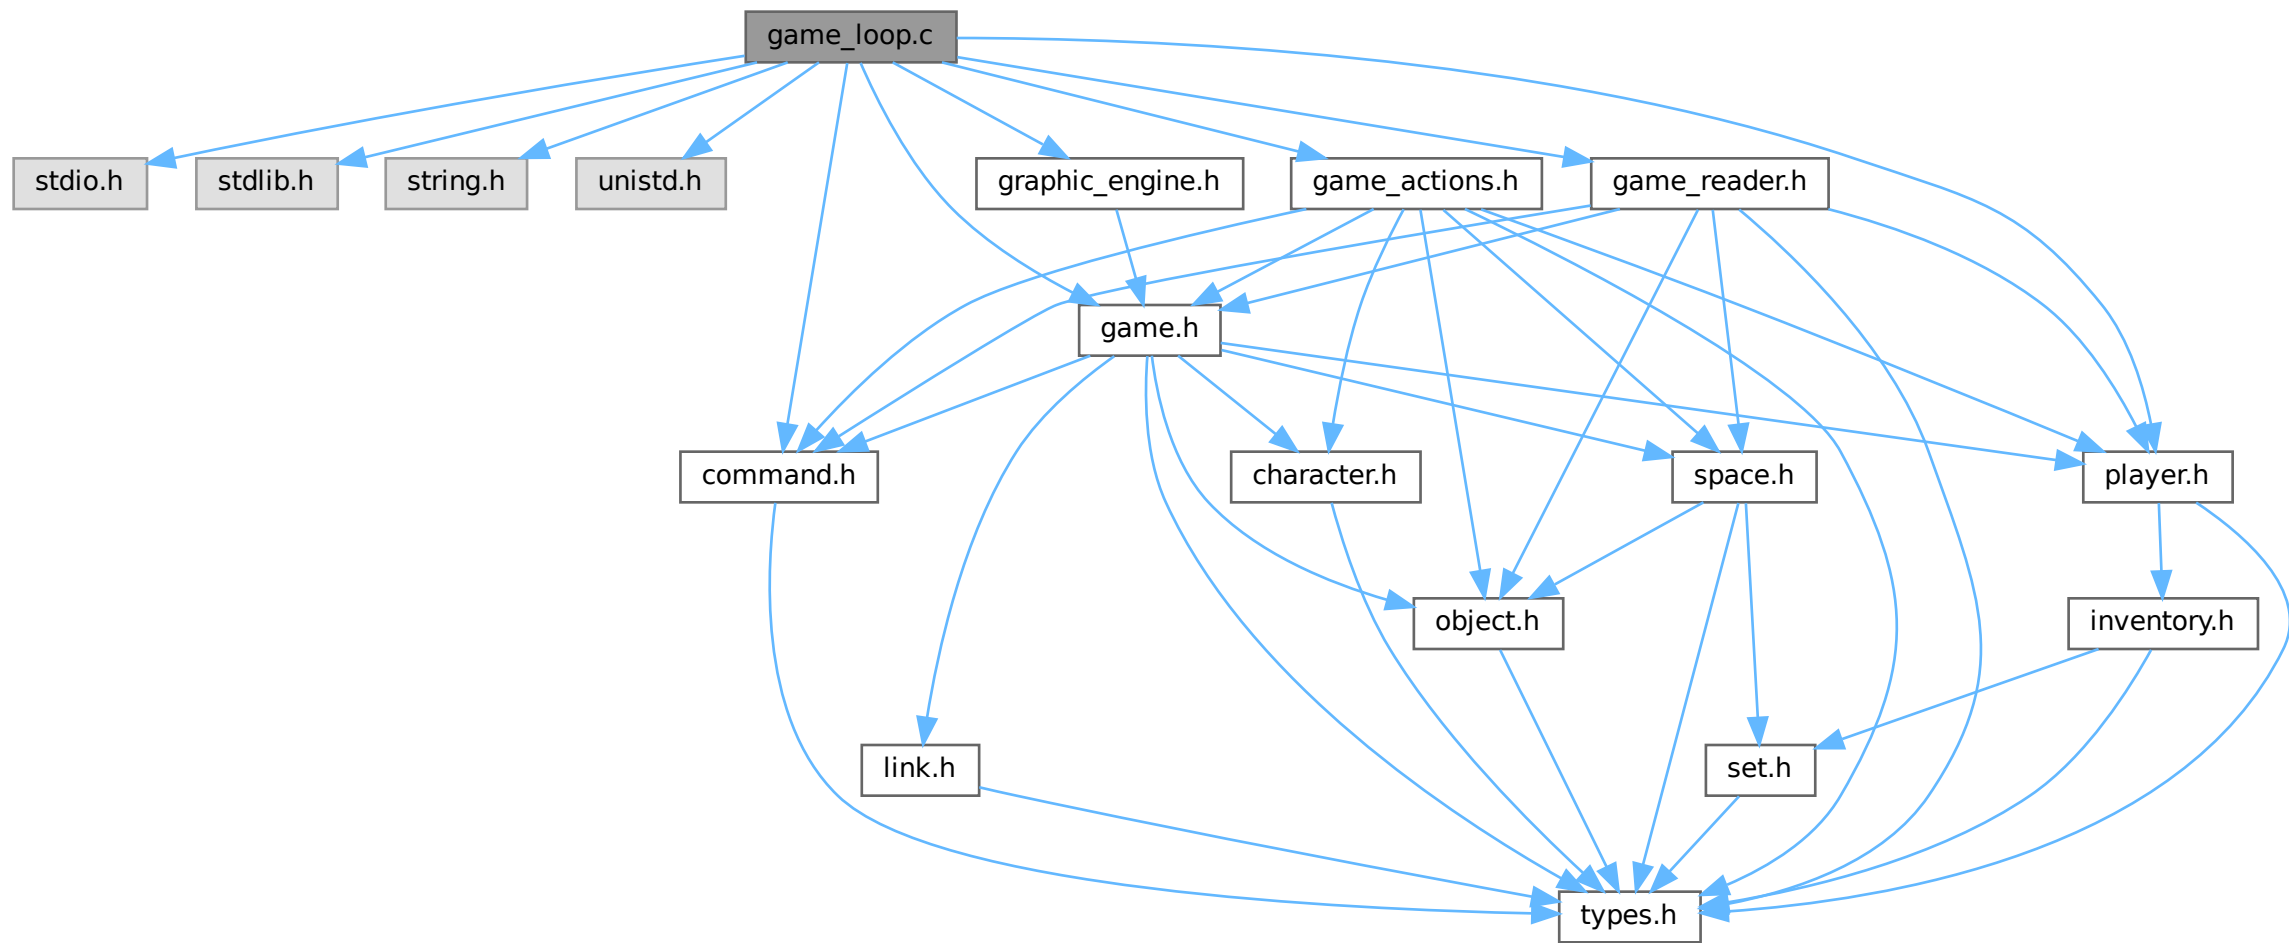 game_loop.c
stdio.h
stdlib.h
string.h
unistd.h
graphic_engine.h
game_actions.h
game_reader.h
game.h
command.h
character.h
space.h
player.h
object.h
inventory.h
link.h
set.h
types.h